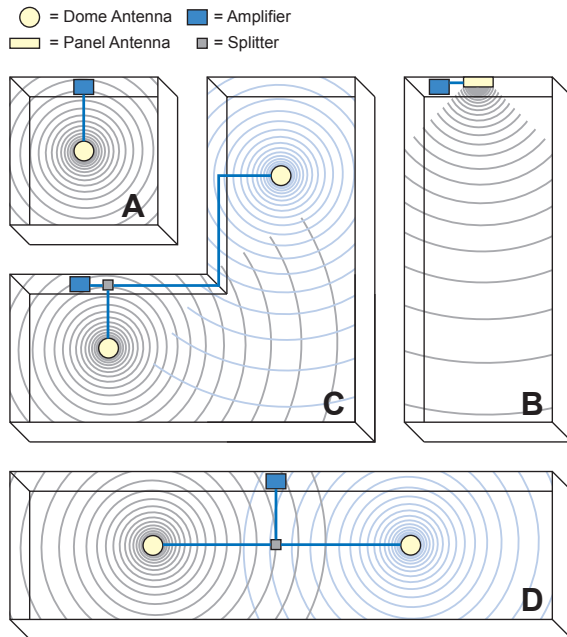 = Dome Antenna = Amplifier
= Panel Antenna = Splitter
A
C
B
D